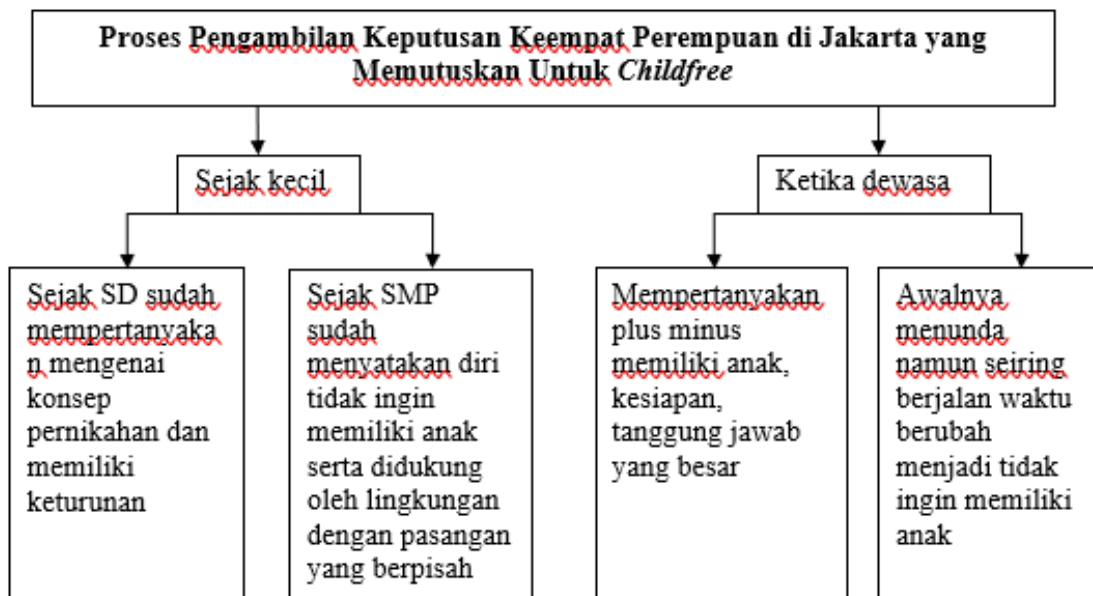 Proses Pengambilan Keputusan Keempat Perempuan di Jakarta yang
Memutuskan Untuk Childfree
Sejak kecil
Ketika dewasa
Sejak SD sudah
mempertanyaka
n mengenai
konsep
pernikahan dan
memiliki
keturunan
Sejak SMP
sudah
menyatakan diri
tidak ingin
memiliki anak
serta didukung
oleh lingkungan
dengan pasangan
yang berpisah
Mempertanyakan
plus minus
memiliki anak,
kesiapan,
tanggung jawab
yang besar
Awalnya
menunda
namun seiring
berjalan waktu
berubah
menjadi tidak
ingin memiliki
anak